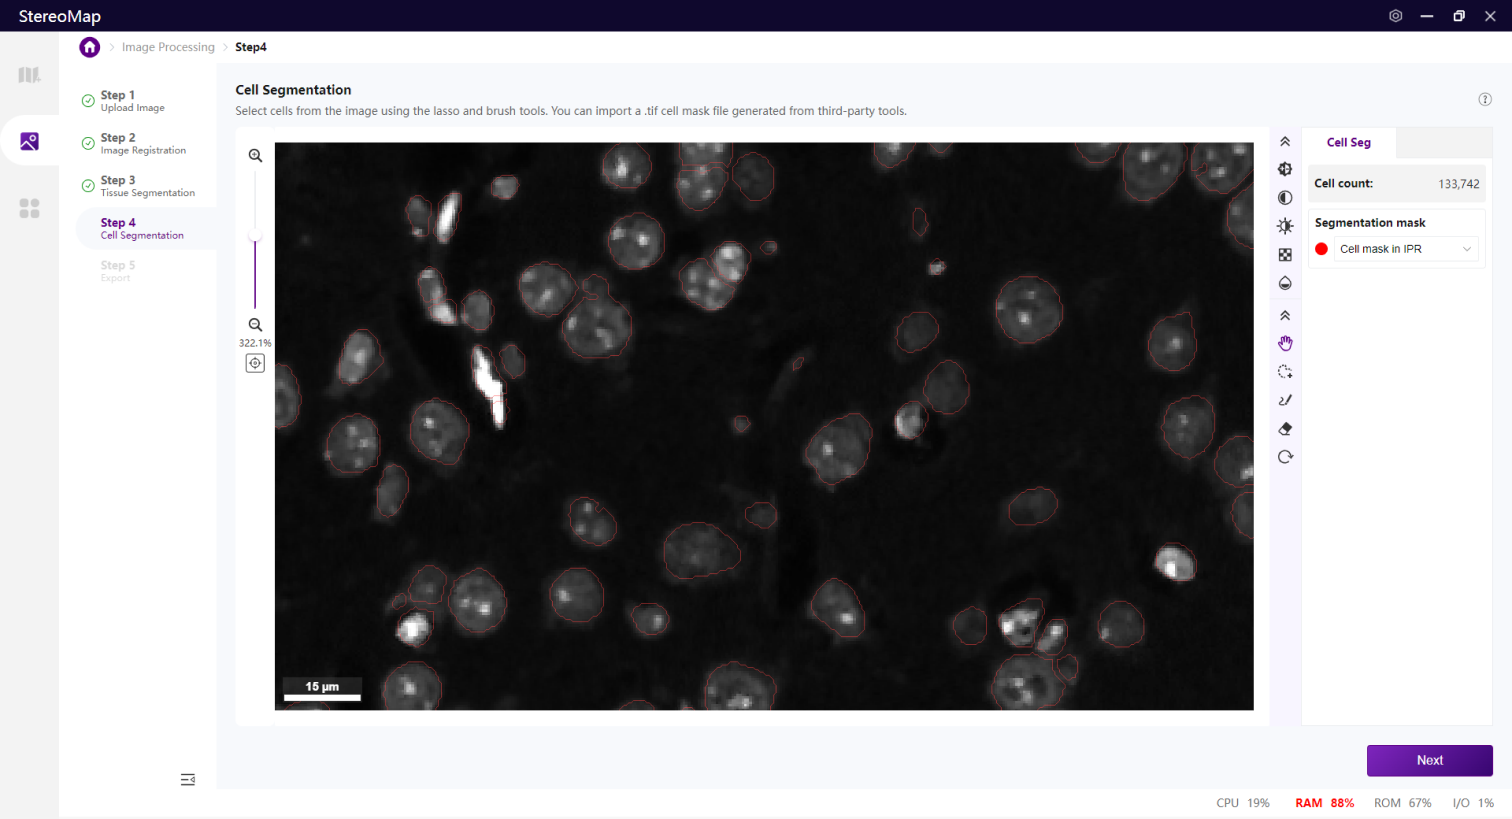 StereoMap
Image Processing
Step4
Step 1
Upload Image
Step 2
Image Registration
Step 3
Tissue Segmentation
Step 4
Cell Segmentation
Step 5
Export
Cell Segmentation
Select cells from the image using the lasso and brush tools. You can import a .tif cell mask file generated from third-party tools.
322.1%
15 µm
Cell Seg
Cell count: 133,742
Segmentation mask
Cell mask in IPR
Next
CPU 19% RAM 88% ROM 67% I/O 1%